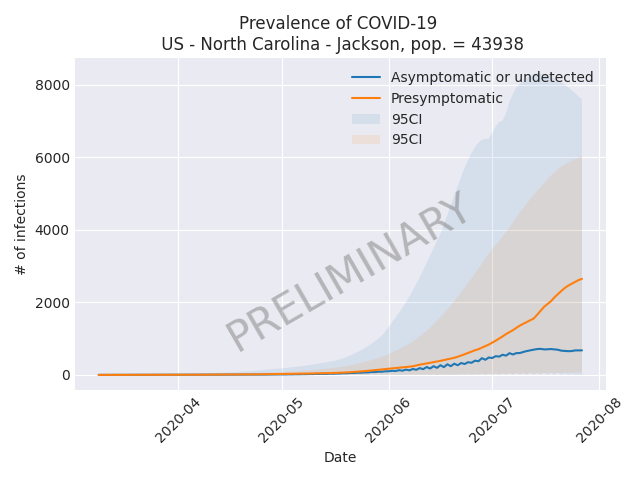 Prevalence of COVID-19
US - North Carolina - Jackson, pop. = 43938
# of infections
8000
6000
4000
2000
0
Asymptomatic or undetected
Presymptomatic
95CI
95CI
PRELIMINARY
2020-04
2020-05
2020-06
2020-07
2020-08
Date